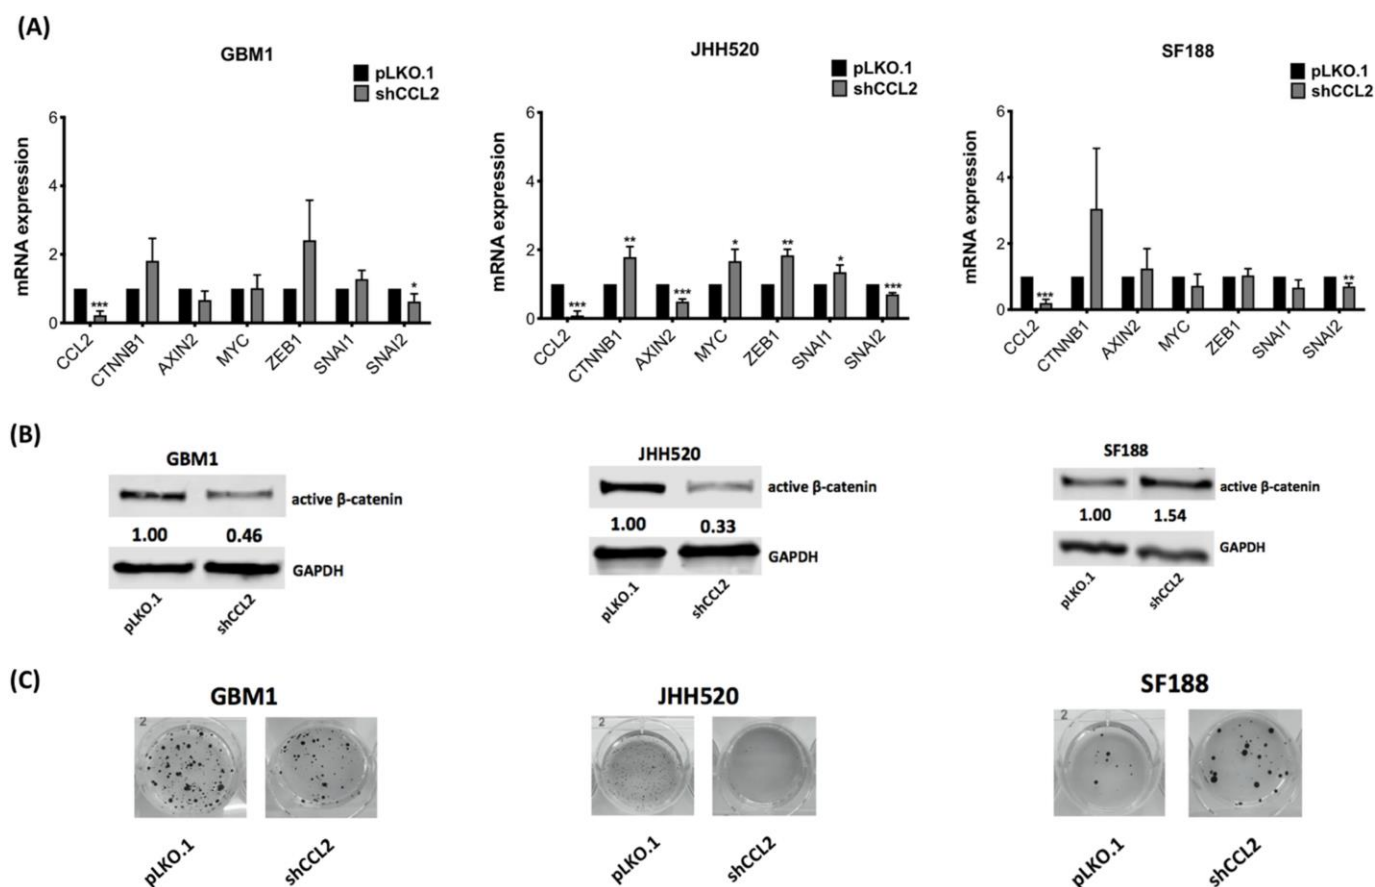 (A)
GBM1
pLKO.1
shCCL2
mRNA expression
6
4
2
0
***
*
CCL2
CTNNB1
AXIN2
MYC
ZEB1
SNAI1
SNAI2
JHH520
pLKO.1
shCCL2
mRNA expression
6
4
2
0
***
**
***
*
**
*
***
CCL2
CTNNB1
AXIN2
MYC
ZEB1
SNAI1
SNAI2
SF188
pLKO.1
shCCL2
mRNA expression
6
4
2
0
***
**
CCL2
CTNNB1
AXIN2
MYC
ZEB1
SNAI1
SNAI2
(B)
GBM1
active β-catenin
1.00 0.46
GAPDH
pLKO.1
shCCL2
JHH520
active β-catenin
1.00 0.33
GAPDH
pLKO.1
shCCL2
SF188
active β-catenin
1.00 1.54
GAPDH
pLKO.1
shCCL2
(C)
GBM1
2
pLKO.1
shCCL2
JHH520
2
pLKO.1
shCCL2
SF188
2
pLKO.1
shCCL2